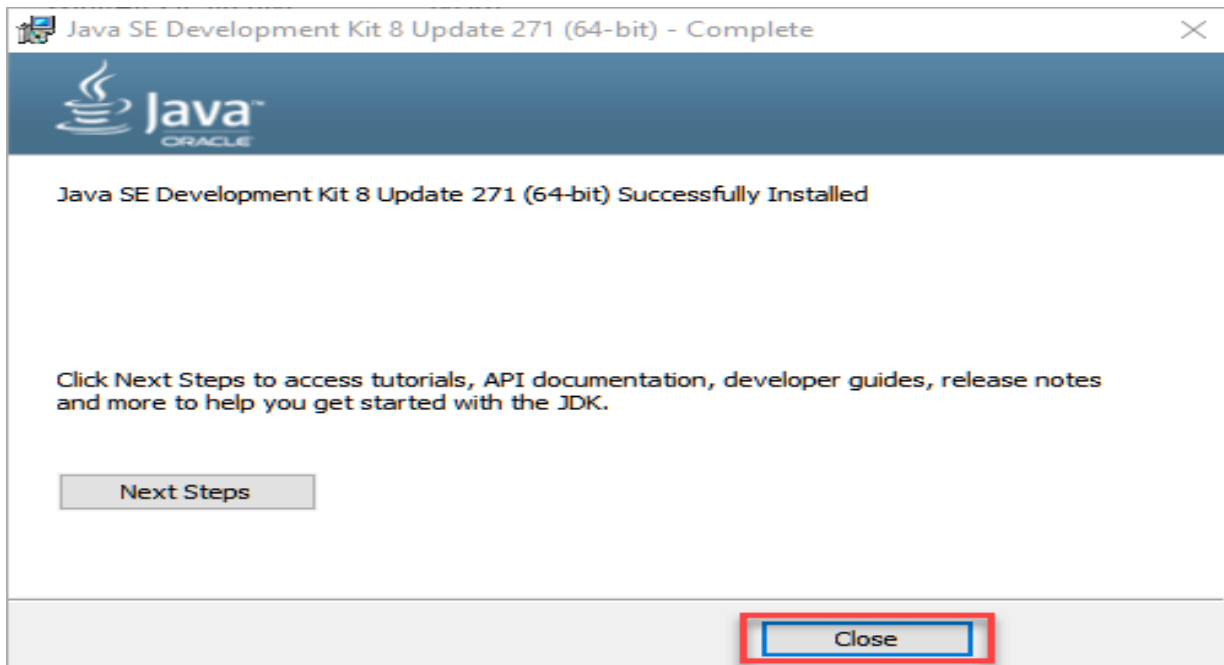 Java SE Development Kit 8 Update 271 (64-bit) - Complete
Java™
ORACLE
Java SE Development Kit 8 Update 271 (64-bit) Successfully Installed
Click Next Steps to access tutorials, API documentation, developer guides, release notes
and more to help you get started with the JDK.
Next Steps
Close